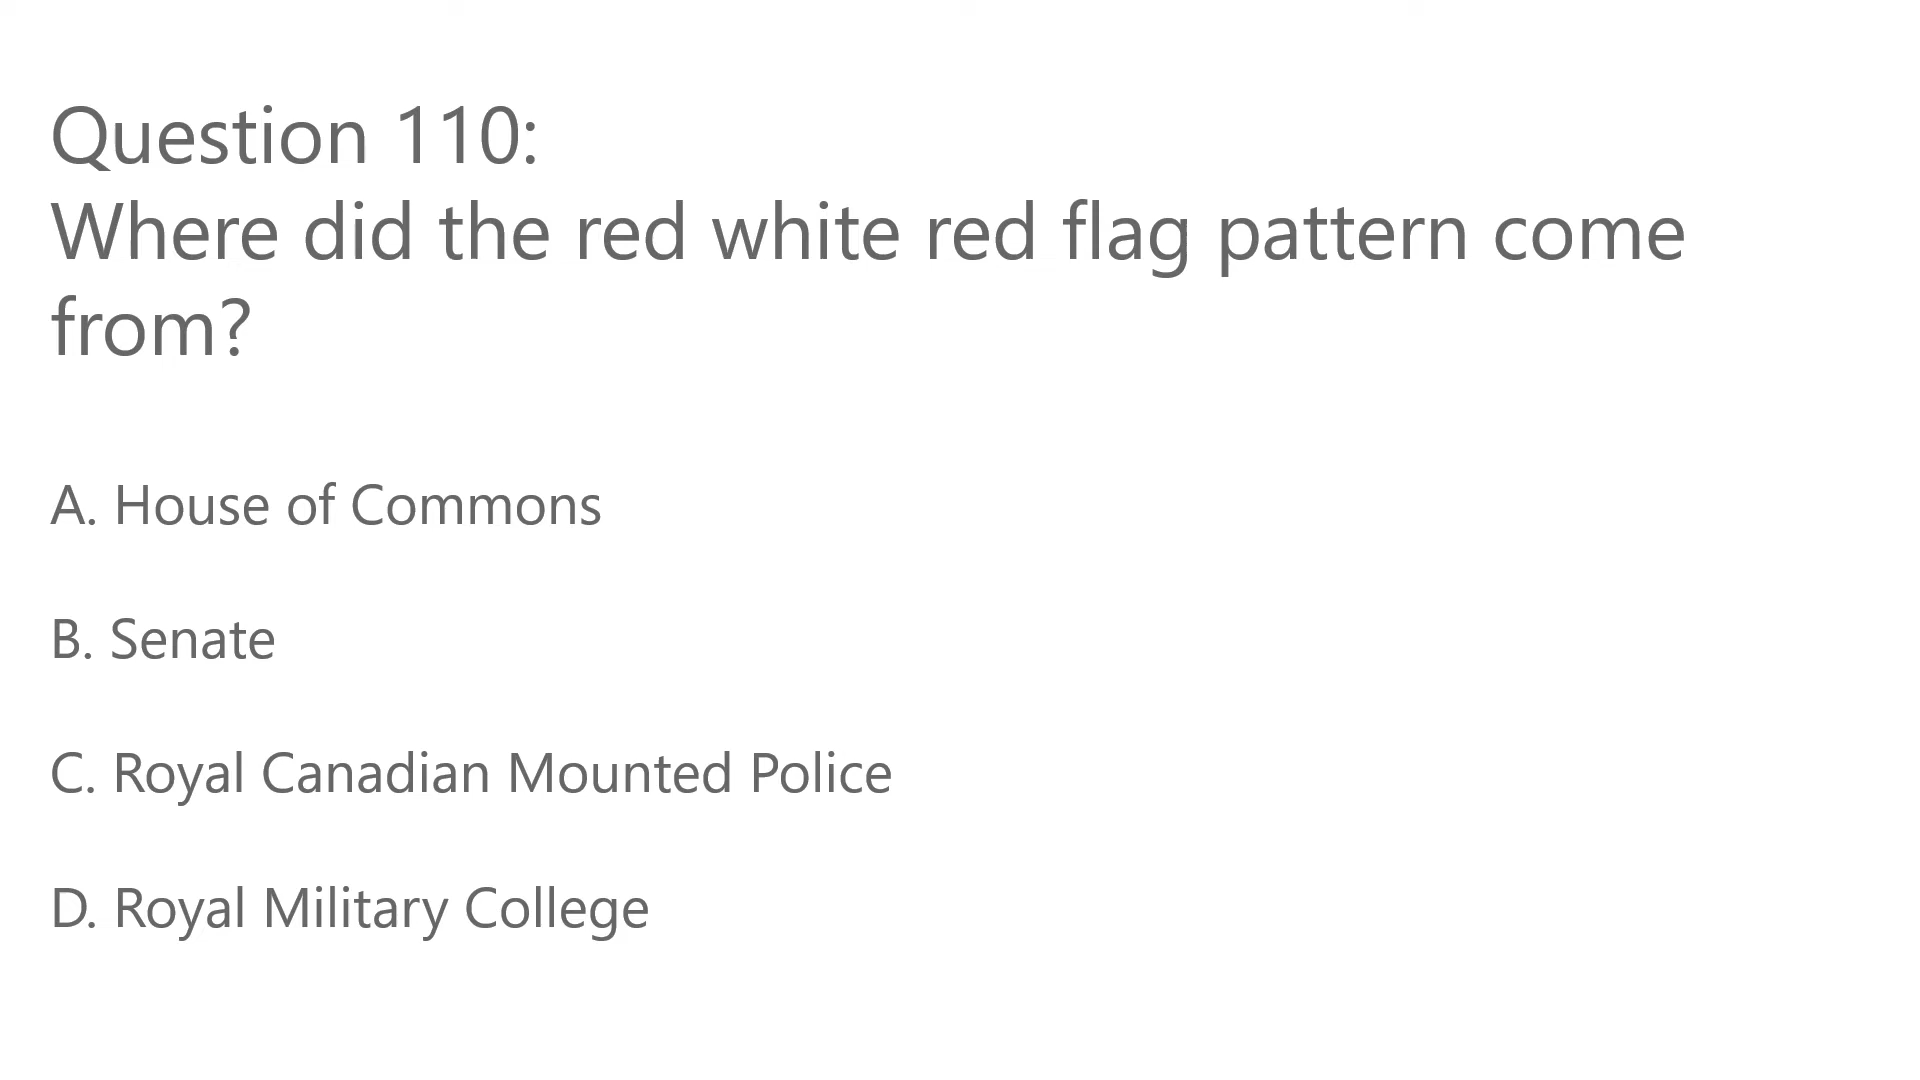 Question 110:
Where did the red white red flag pattern come
from?
A. House of Commons
B. Senate
C. Royal Canadian Mounted Police
D. Royal Military College